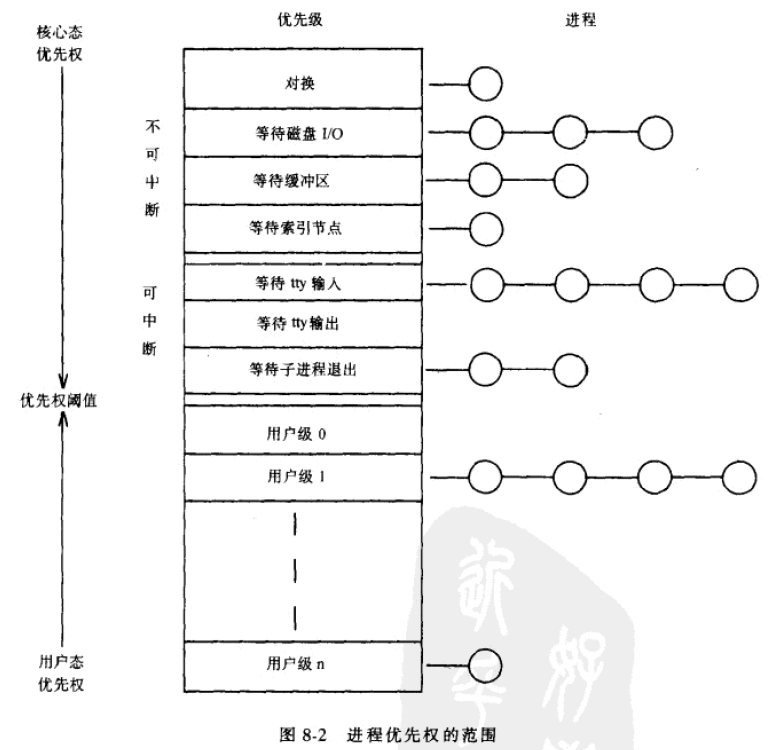 优先级
进程
核心态
优先权
对换
不可中断
等待磁盘 I/O
等待缓冲区
等待索引节点
可中断
等待 tty 输入
等待 tty 输出
等待子进程退出
优先权阈值
用户级 0
用户级 1
用户态
优先权
用户级 n
图 8-2 进程优先权的范围